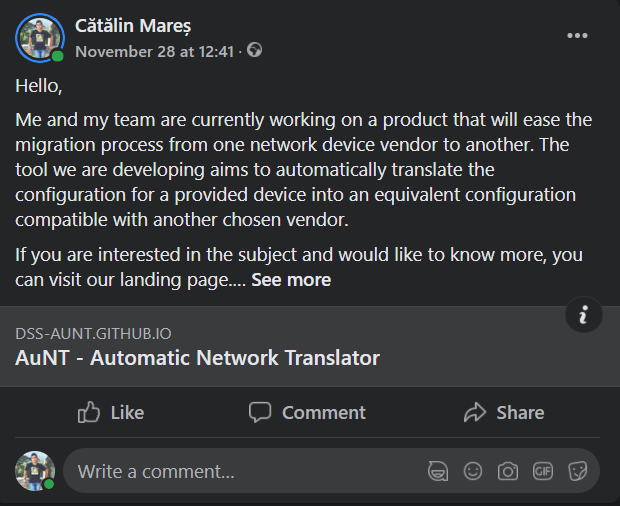 Cătălin Mareș
November 28 at 12:41 ·
Hello,
Me and my team are currently working on a product that will ease the
migration process from one network device vendor to another. The
tool we are developing aims to automatically translate the
configuration for a provided device into an equivalent configuration
compatible with another chosen vendor.
If you are interested in the subject and would like to know more, you
can visit our landing page.... See more
DSS-AUNT.GITHUB.IO
AuNT - Automatic Network Translator
Like Comment Share
Write a comment...
GIF